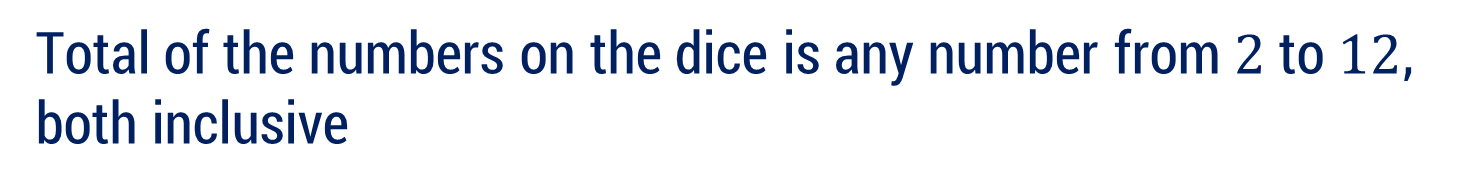 Total of the numbers on the dice is any number from 2 to 12,
both inclusive